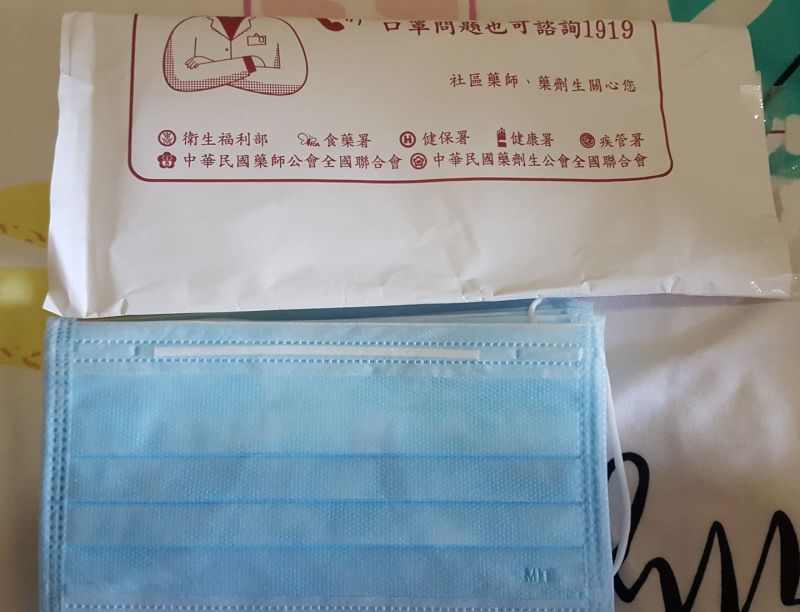 口罩問題也可諮詢1919
社區藥師、藥劑生關心您
衛生福利部 食藥署 健保署 健康署 疾管署
中華民國藥師公會全國聯合會 中華民國藥劑生公會全國聯合會
MIT